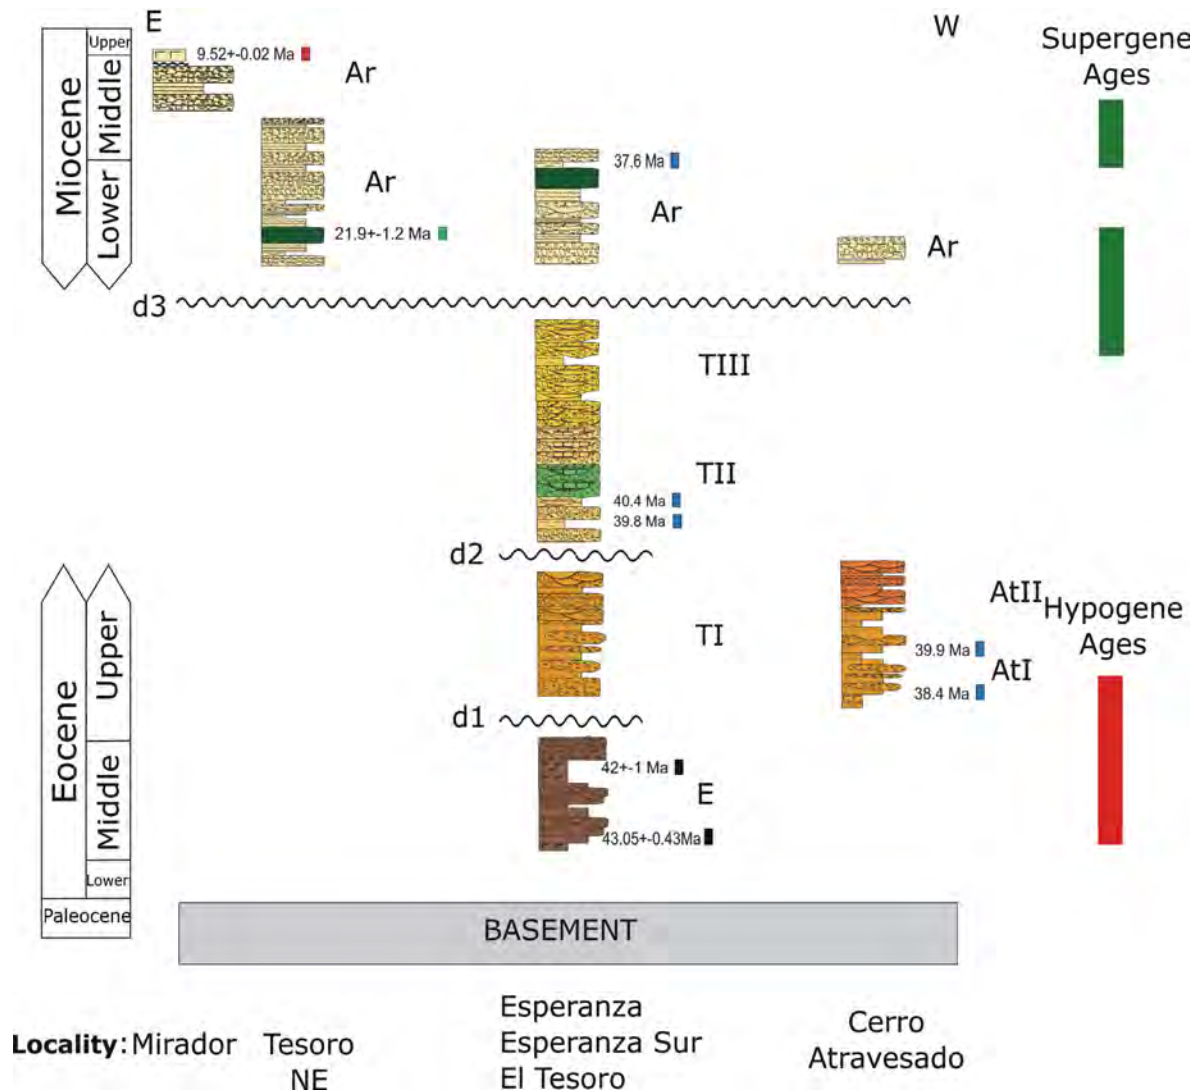 E
W
Upper
Middle
Lower
Miocene
9.52+-0.02 Ma
Ar
Supergene
Ages
37.6 Ma
Ar
Ar
21.9+-1.2 Ma
Ar
d3
TIII
TII
40.4 Ma
39.8 Ma
d2
TI
AtII
Hypogene
Ages
39.9 Ma
AtI
38.4 Ma
d1
Eocene
Upper
Middle
Lower
Paleocene
42+-1 Ma
E
43.05+-0.43Ma
BASEMENT
Locality: Mirador
Tesoro
NE
Esperanza
Esperanza Sur
El Tesoro
Cerro
Atravesado